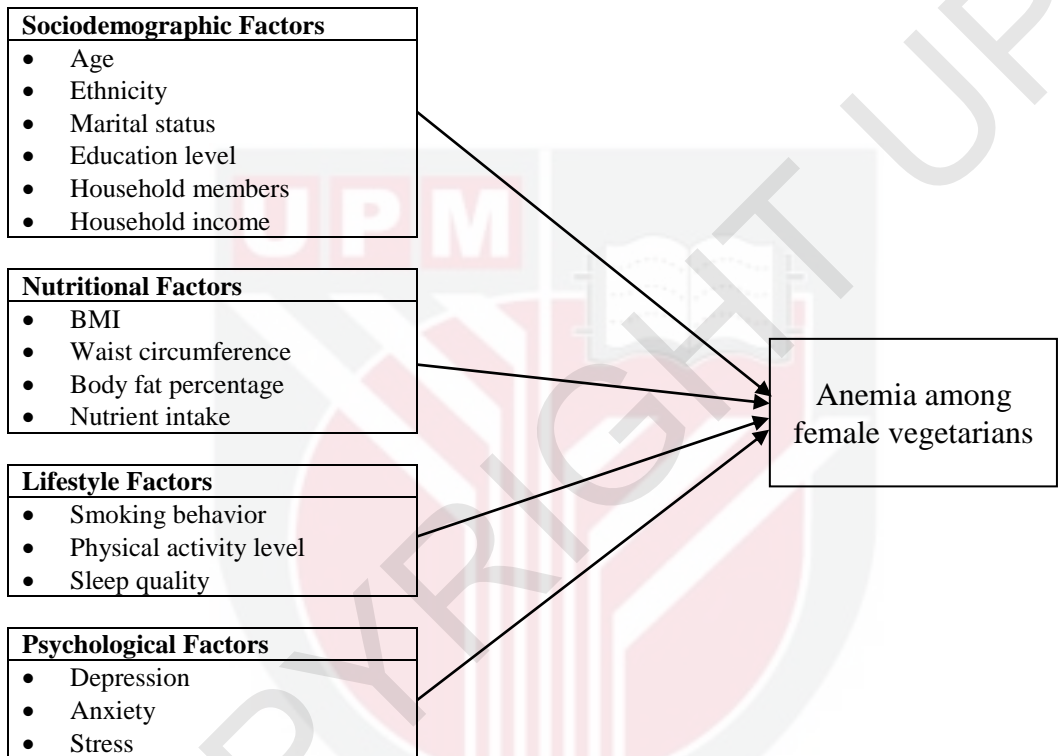 Sociodemographic Factors
• Age
• Ethnicity
• Marital status
• Education level
• Household members
• Household income
Nutritional Factors
• BMI
• Waist circumference
• Body fat percentage
• Nutrient intake
Lifestyle Factors
• Smoking behavior
• Physical activity level
• Sleep quality
Psychological Factors
• Depression
• Anxiety
• Stress
Anemia among
female vegetarians
UPM
PYRIGHT UP